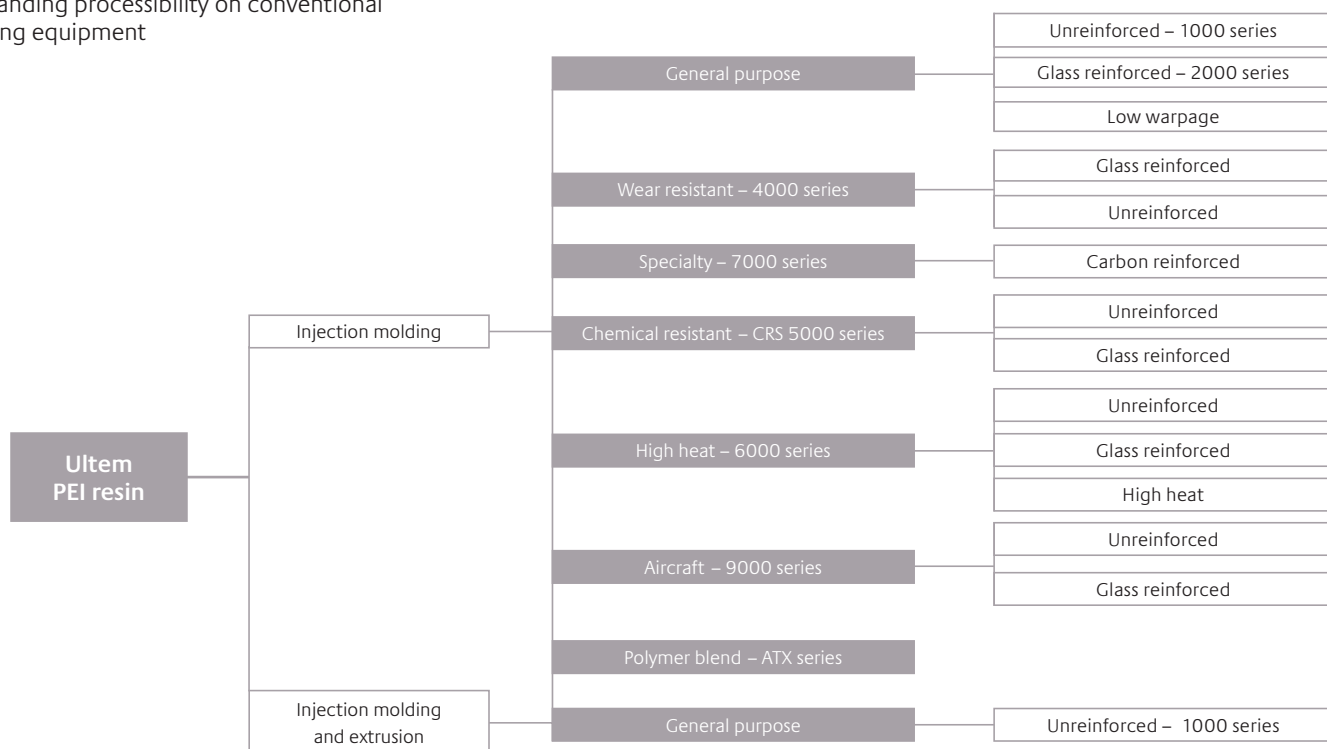 processibility on conventional
equipment
Unreinforced – 1000 series
General purpose
Glass reinforced – 2000 series
Low warpage
Glass reinforced
Wear resistant – 4000 series
Unreinforced
Specialty – 7000 series
Carbon reinforced
Unreinforced
Injection molding
Chemical resistant – CRS 5000 series
Glass reinforced
Unreinforced
High heat – 6000 series
Glass reinforced
Ultem
PEI resin
High heat
Unreinforced
Aircraft – 9000 series
Glass reinforced
Polymer blend – ATX series
Injection molding
and extrusion
General purpose
Unreinforced – 1000 series